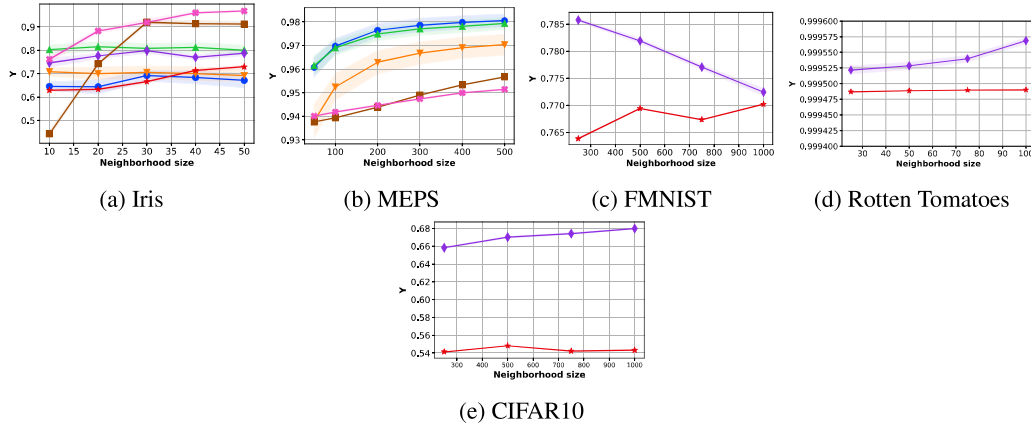 0.9
0.8
0.7
0.6
0.5
Y
10 15 20 25 30 35 40 45 50
Neighborhood size
(a) Iris
0.98
0.97
0.96
0.95
0.94
0.93
Y
100 200 300 400 500
Neighborhood size
(b) MEPS
0.785
0.780
0.775
0.770
0.765
Y
300 400 500 600 700 800 900 1000
Neighborhood size
(c) FMNIST
0.999600
0.999575
0.999550
0.999525
0.999500
0.999475
0.999450
0.999425
0.999400
Y
30 40 50 60 70 80 90 100
Neighborhood size
(d) Rotten Tomatoes
0.68
0.66
0.64
0.62
0.60
0.58
0.56
0.54
Y
300 400 500 600 700 800 900 1000
Neighborhood size
(e) CIFAR10